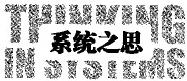 THINKING
系统之思
IN SYSTEMS